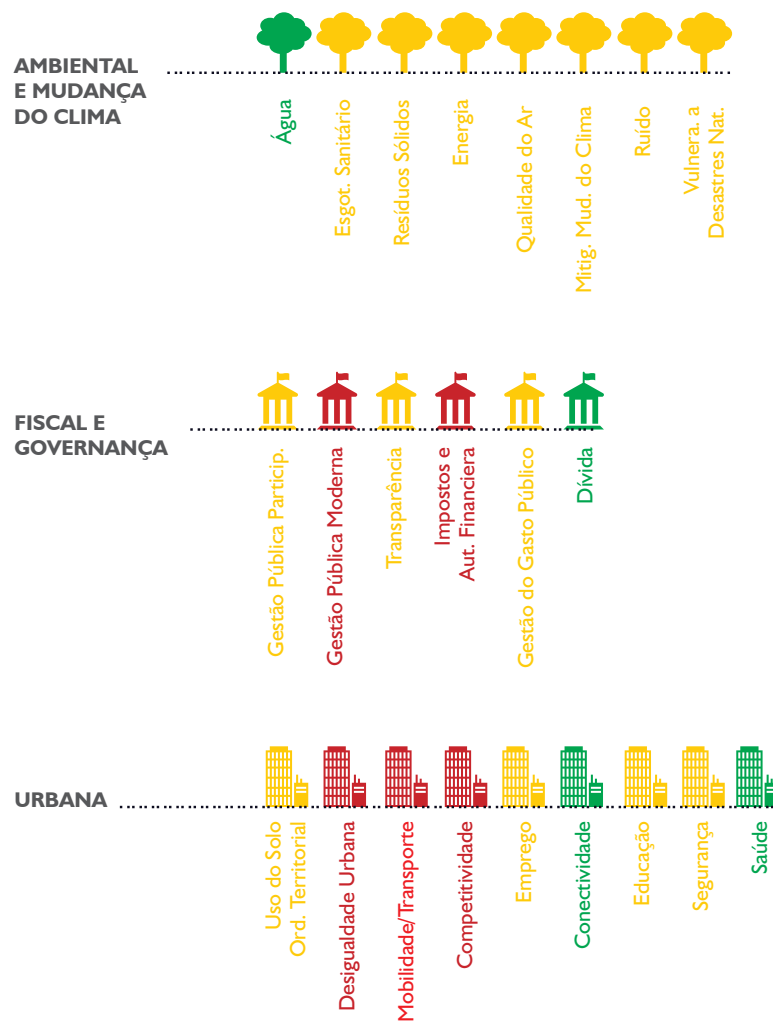 AMBIENTAL
E MUDANÇA
DO CLIMA
Água
Esgot. Sanitário
Resíduos Sólidos
Energia
Qualidade do Ar
Mitig. Mud. do Clima
Ruído
Vulnera. a
Desastres Nat.
FISCAL E
GOVERNANÇA
Gestão Pública Particip.
Gestão Pública Moderna
Transparência
Impostos e
Aut. Financiera
Gestão do Gasto Público
Dívida
URBANA
Uso do Solo
Ord. Territorial
Desigualdade Urbana
Mobilidade/Transporte
Competitividade
Emprego
Conectividade
Educação
Segurança
Saúde